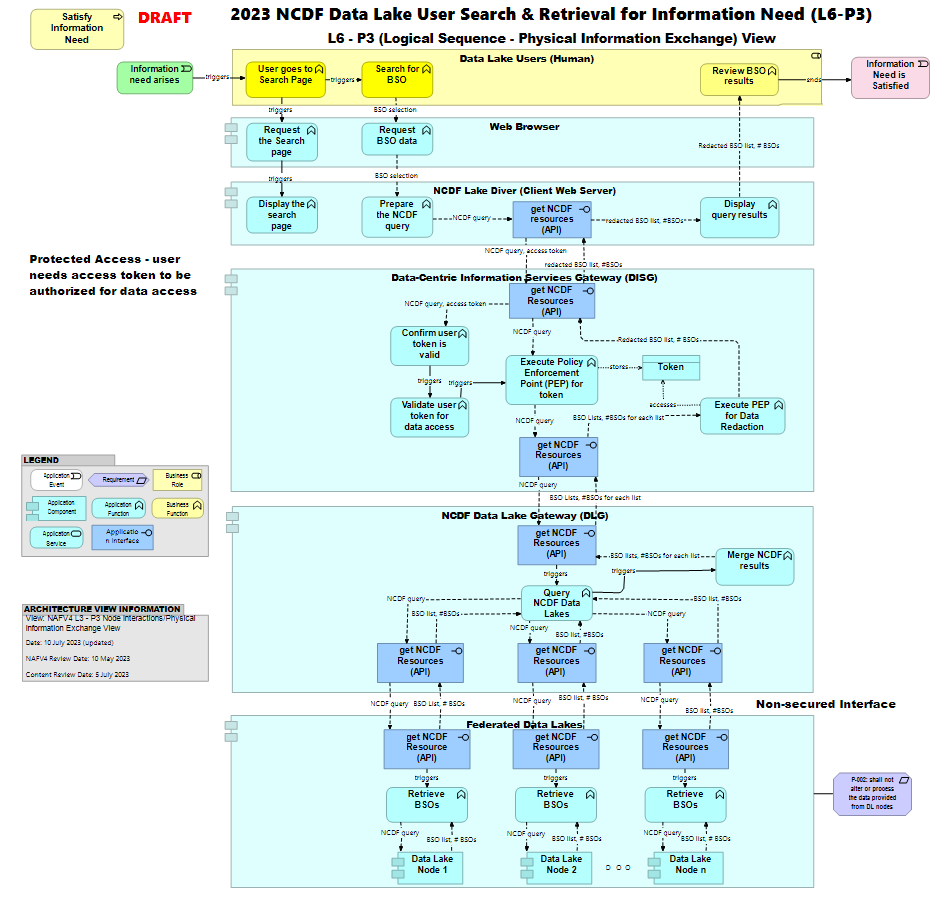 Satisfy
Information
Need
DRAFT
2023 NCDF Data Lake User Search & Retrieval for Information Need (L6-P3)
L6 - P3 (Logical Sequence - Physical Information Exchange) View
Data Lake Users (Human)
Information
need arises
triggers
User goes to
Search Page
triggers
Search for
BSO
Review BSO
results
ends
Information
Need is
Satisfied
triggers
BSO selection
Web Browser
Request
the Search
page
Request
BSO data
Redacted BSO list, # BSOs
triggers
BSO selection
NCDF Lake Diver (Client Web Server)
Display the
search
page
Prepare
the NCDF
query
NCDF query
get NCDF
resources
(API)
redacted BSO list, #BSOs
Display
query results
NCDF query, access token
redacted BSO list, #BSOs
Protected Access - user
needs access token to be
authorized for data access
Data-Centric Information Services Gateway (DISG)
get NCDF
Resources
(API)
NCDF query, access token
NCDF query
Redacted BSO list, # BSOs
Confirm user
token is
valid
triggers
triggers
Execute Policy
Enforcement
Point (PEP) for
token
stores
Token
accesses
Validate user
token for
data access
NCDF query
BSO Lists, #BSOs for each list
Execute PEP
for Data
Redaction
get NCDF
Resources
(API)
NCDF query
BSO Lists, #BSOs for each list
LEGEND
Application
Event
Requirement
Business
Role
Application
Component
Application
Function
Business
Function
Application
Service
Applicatio
n Interface
NCDF Data Lake Gateway (DLG)
get NCDF
Resources
(API)
BSO lists, #BSOs for each list
Merge NCDF
results
triggers
triggers
Query
NCDF Data
Lakes
NCDF query
BSO list, #BSOs
NCDF query
BSO list, #BSOs
NCDF query
BSO list, #BSOs
get NCDF
Resources
(API)
get NCDF
Resources
(API)
get NCDF
Resources
(API)
ARCHITECTURE VIEW INFORMATION
View: NAFV4 L3 - P3 Node Interactions/Physical
Information Exchange View
Date: 10 July 2023 (updated)
NAFV4 Review Date: 10 May 2023
Content Review Date: 5 July 2023
NCDF query
BSO List, #BSOs
NCDF query
BSO list, #BSOs
NCDF query
BSO list, #BSOs
Non-secured Interface
Federated Data Lakes
get NCDF
Resource
(API)
get NCDF
Resources
(API)
get NCDF
Resources
(API)
triggers
triggers
triggers
Retrieve
BSOs
Retrieve
BSOs
Retrieve
BSOs
P-002: shall not
alter or process
the data provided
from DL nodes
NCDF query
BSO list, # BSOs
NCDF query
BSO list, # BSOs
NCDF query
BSO list, # BSOs
Data Lake
Node 1
Data Lake
Node 2
o o o
Data Lake
Node n